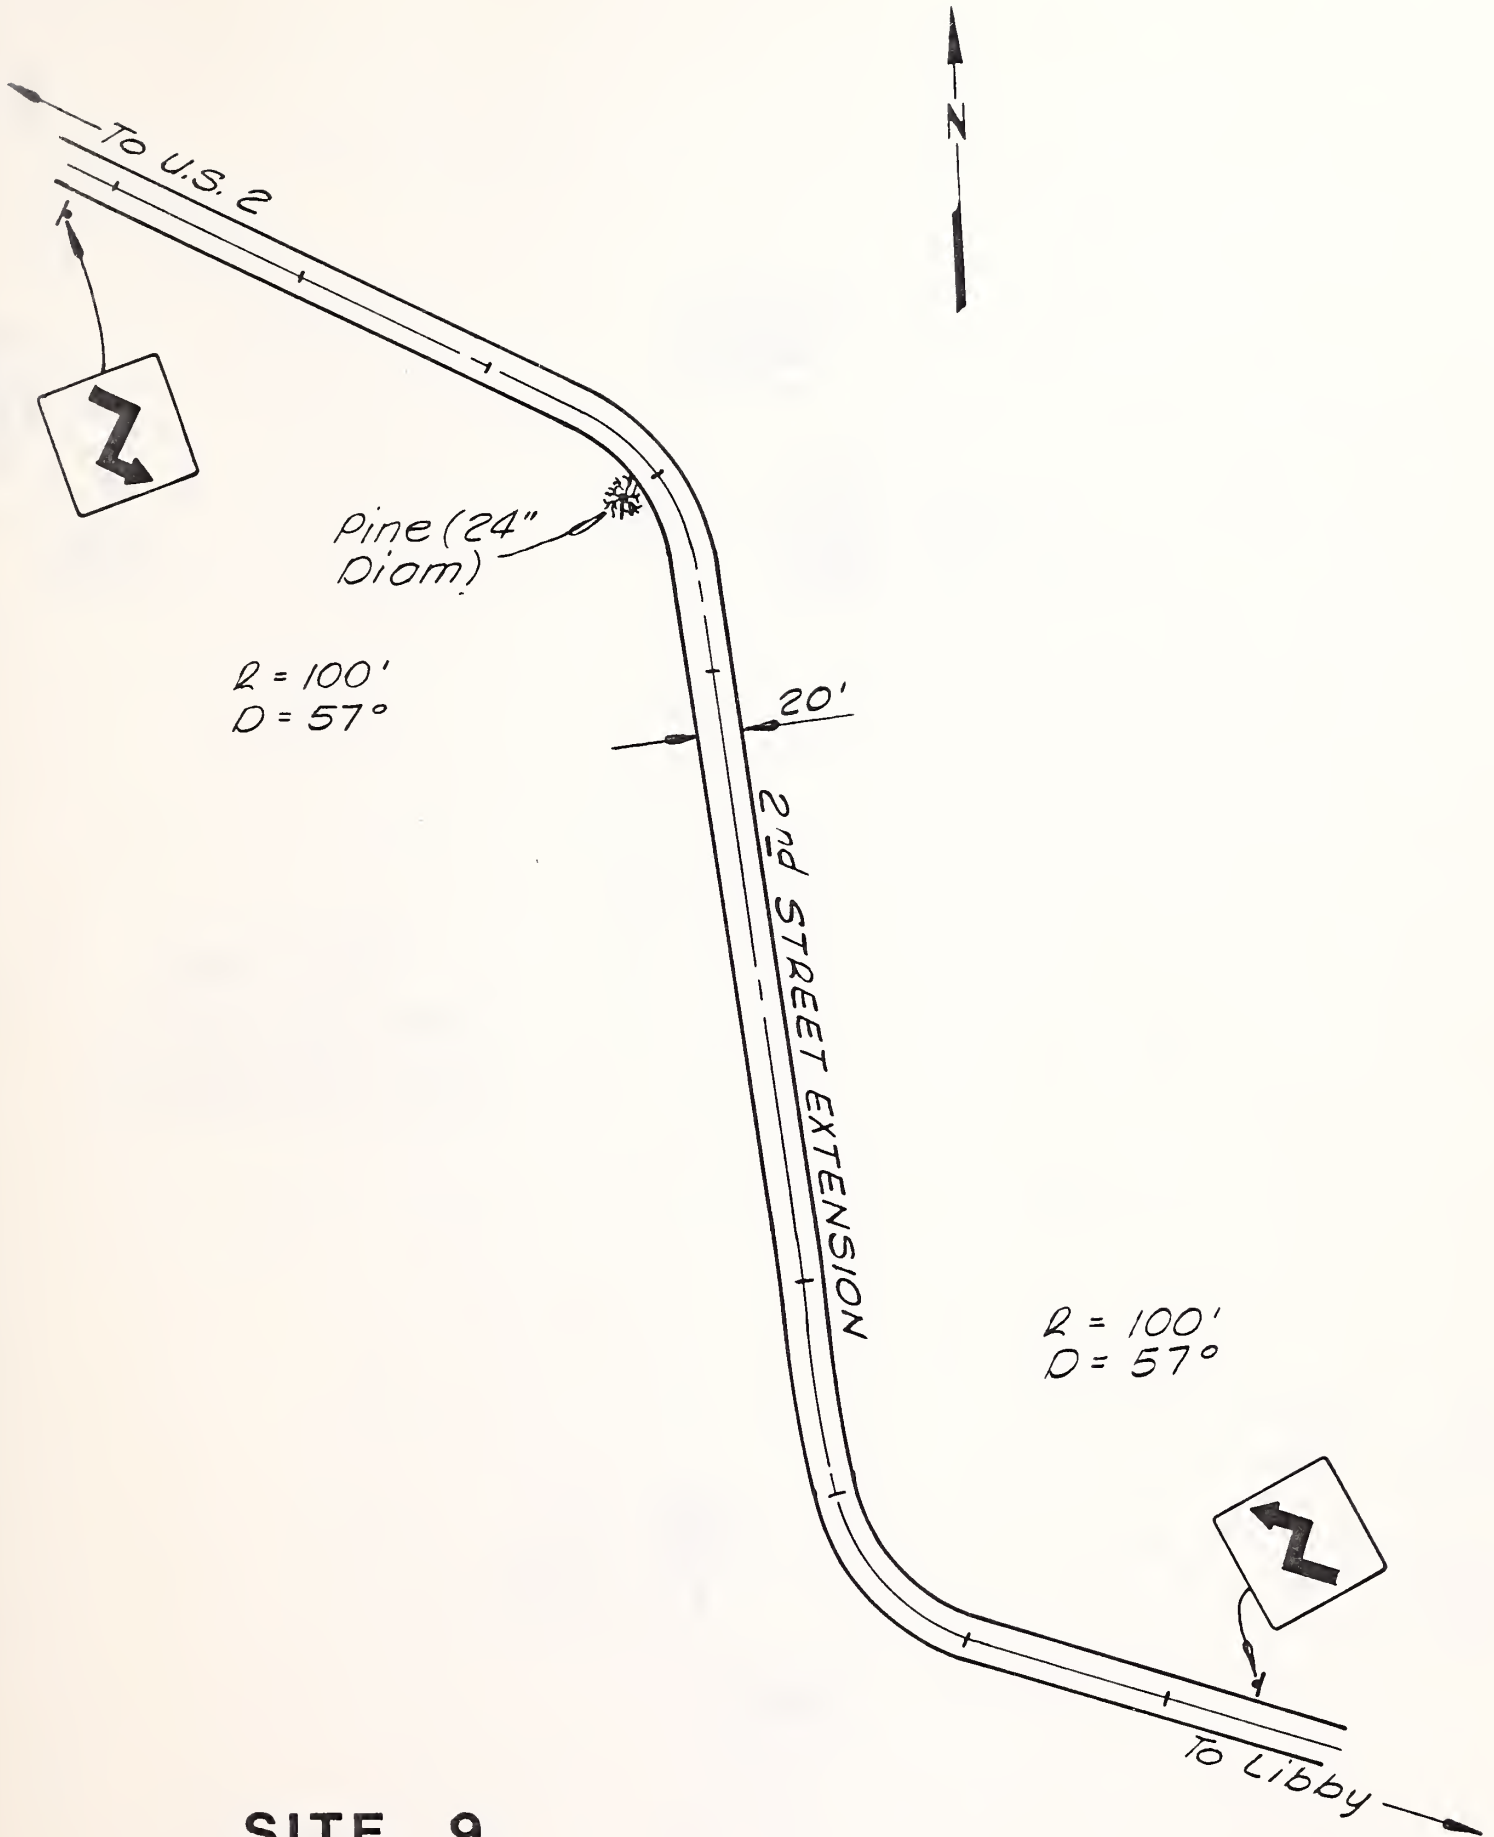 N
To U.S. 2
Pine (24"
Diam)
R = 100'
D = 57°
20'
2nd STREET EXTENSION
R = 100'
D = 57°
To Libby
SITE 9